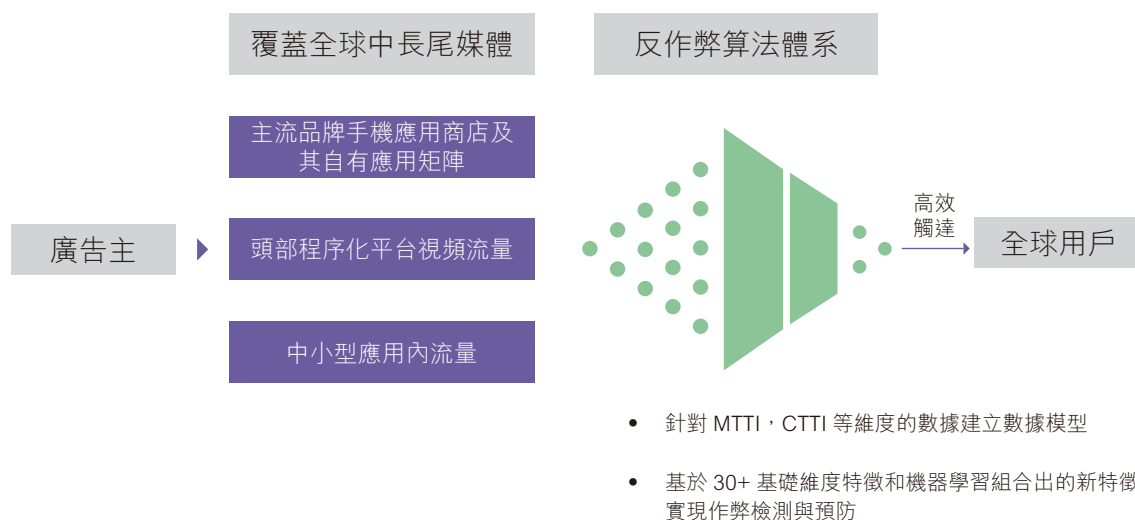 覆蓋全球中長尾媒體
反作弊算法體系
主流品牌手機應用商店及
其自有應用矩陣
廣告主
頭部程序化平台視頻流量
中小型應用內流量
高效
觸達
全球用戶
• 針對 MTTI，CTTI 等維度的數據建立數據模型
• 基於 30+ 基礎維度特徵和機器學習組合出的新特徵
實現作弊檢測與預防